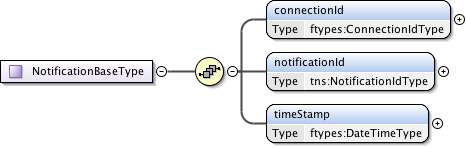 connectionId
Type ftypes:ConnectionIdType
NotificationBaseType
notificationId
Type tns:NotificationIdType
timeStamp
Type ftypes:DateTimeType